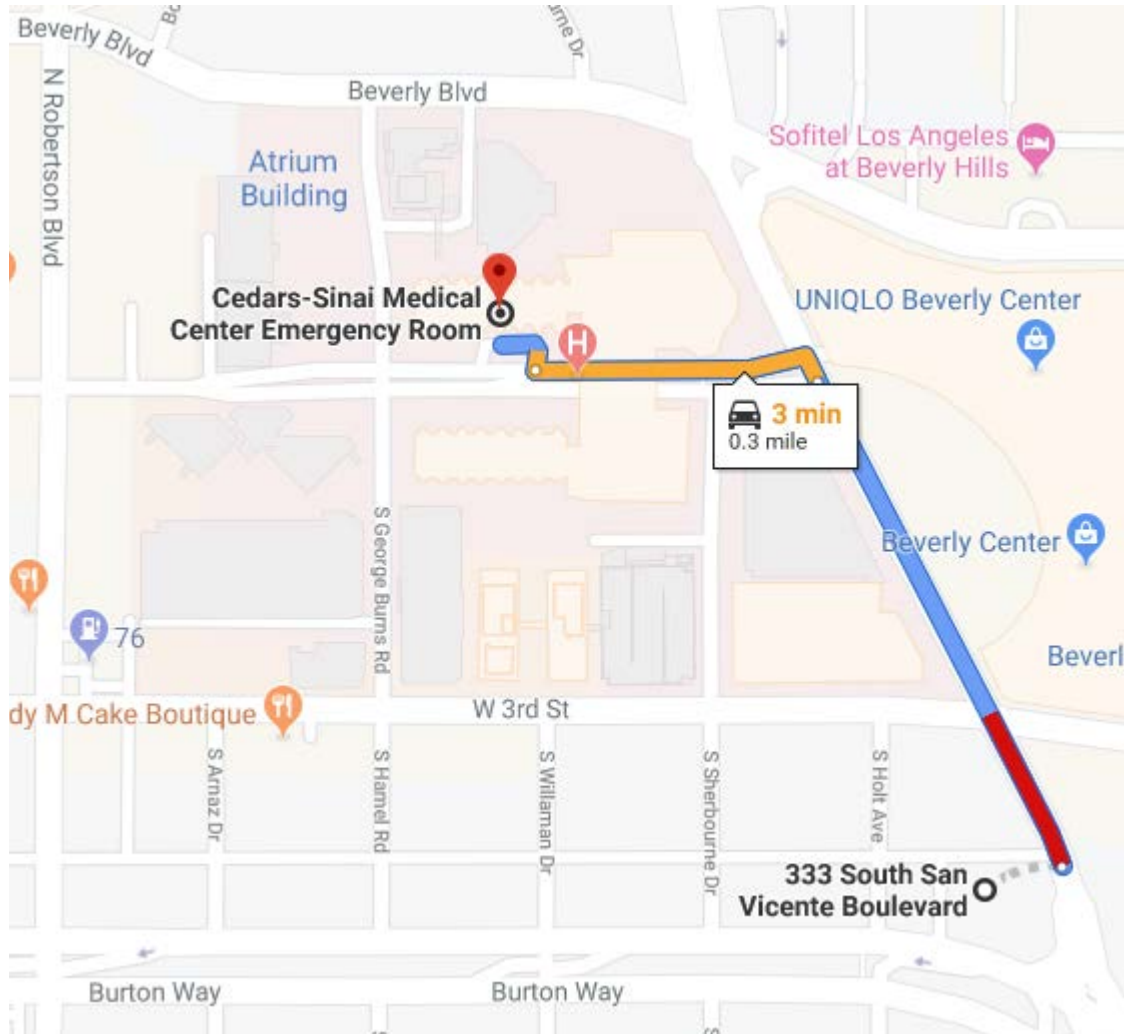 Beverly Blvd
Beverly Blvd
N Robertson Blvd
Atrium
Building
Sofitel Los Angeles
at Beverly Hills
Cedars-Sinai Medical
Center Emergency Room
H
UNIQLO Beverly Center
3 min
0.3 mile
S George Burns Rd
Beverly Center
76
Beverl
dy M Cake Boutique
W 3rd St
S Arnaz Dr
S Hamel Rd
S Willaman Dr
S Sherbourne Dr
S Holt Ave
333 South San
Vicente Boulevard
Burton Way
Burton Way